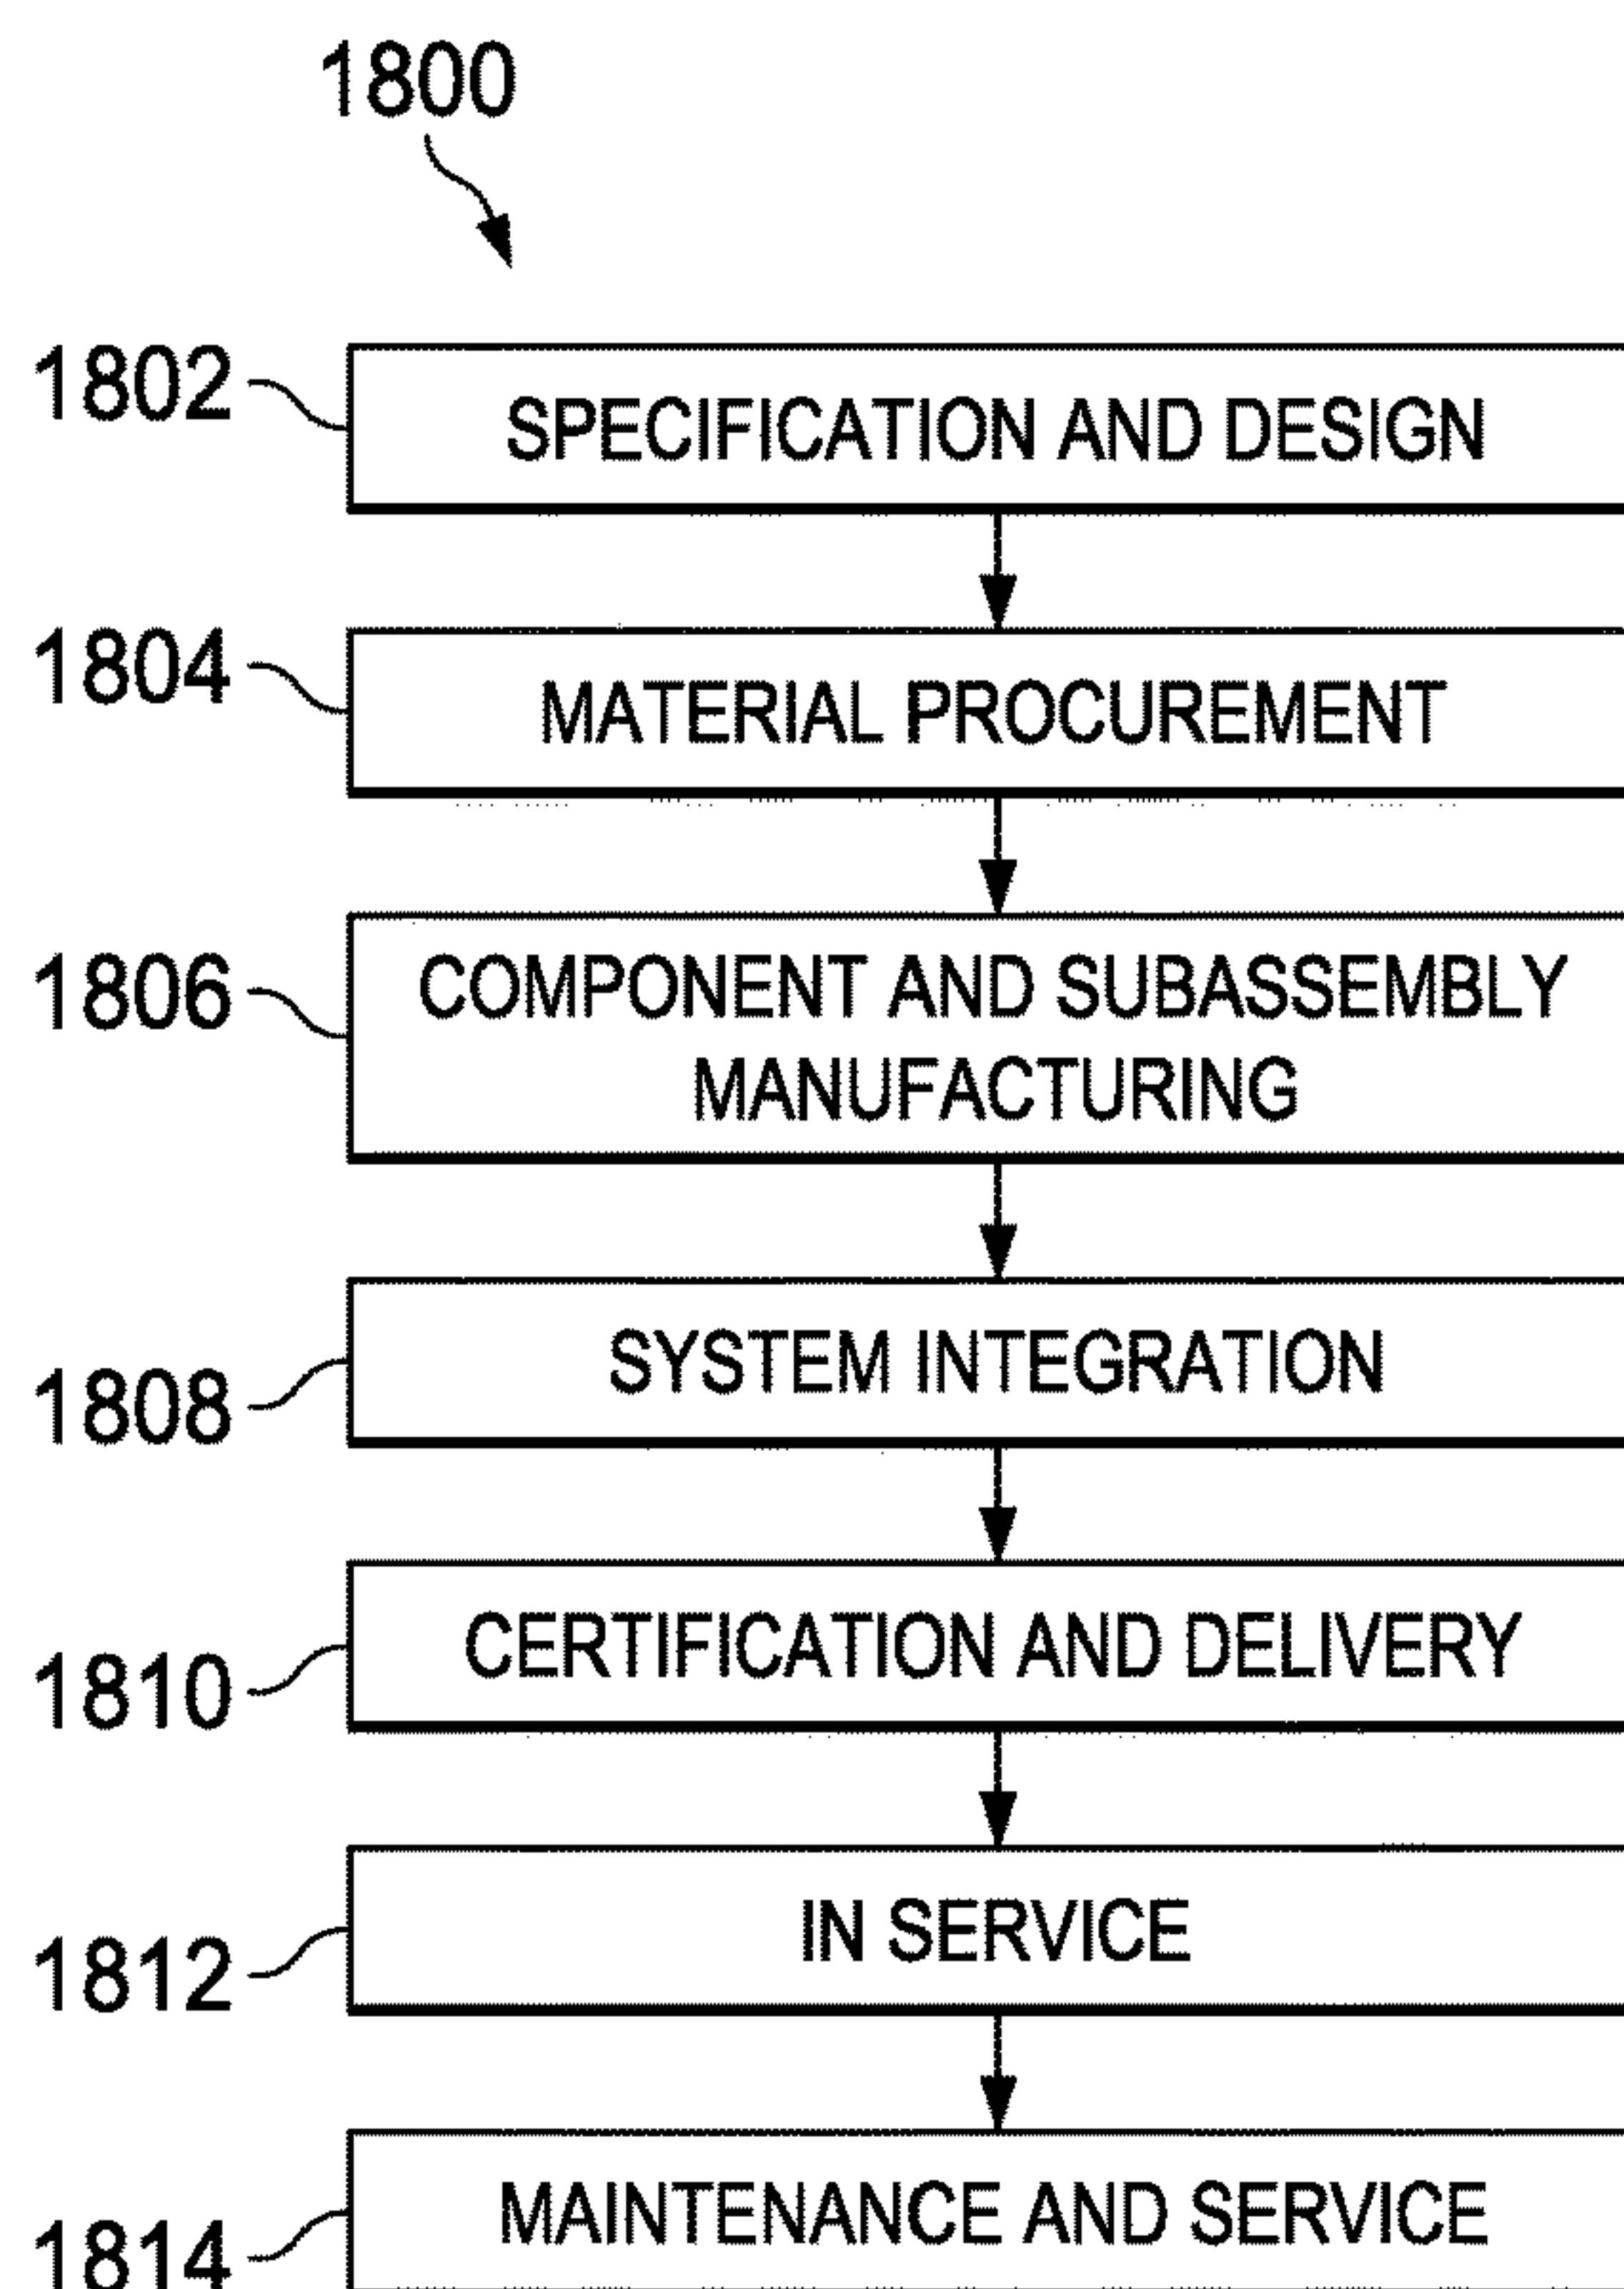 1800
1802
SPECIFICATION AND DESIGN
1804
MATERIAL PROCUREMENT
1806
COMPONENT AND SUBASSEMBLY
MANUFACTURING
1808
SYSTEM INTEGRATION
1810
CERTIFICATION AND DELIVERY
1812
IN SERVICE
1814
MAINTENANCE AND SERVICE